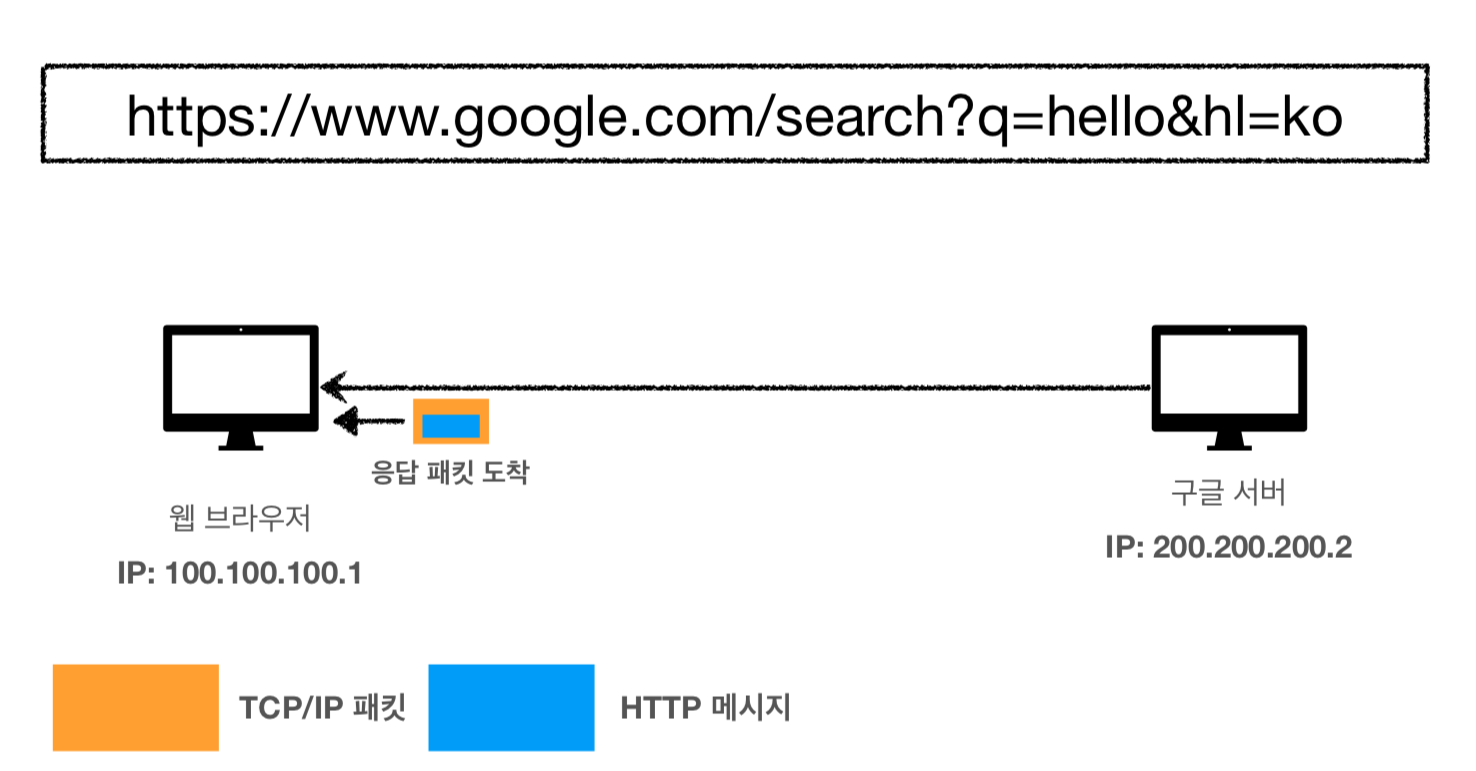 https://www.google.com/search?q=hello&hl=ko
응답 패킷 도착
웹 브라우저
IP: 100.100.100.1
구글 서버
IP: 200.200.200.2
TCP/IP 패킷
HTTP 메시지